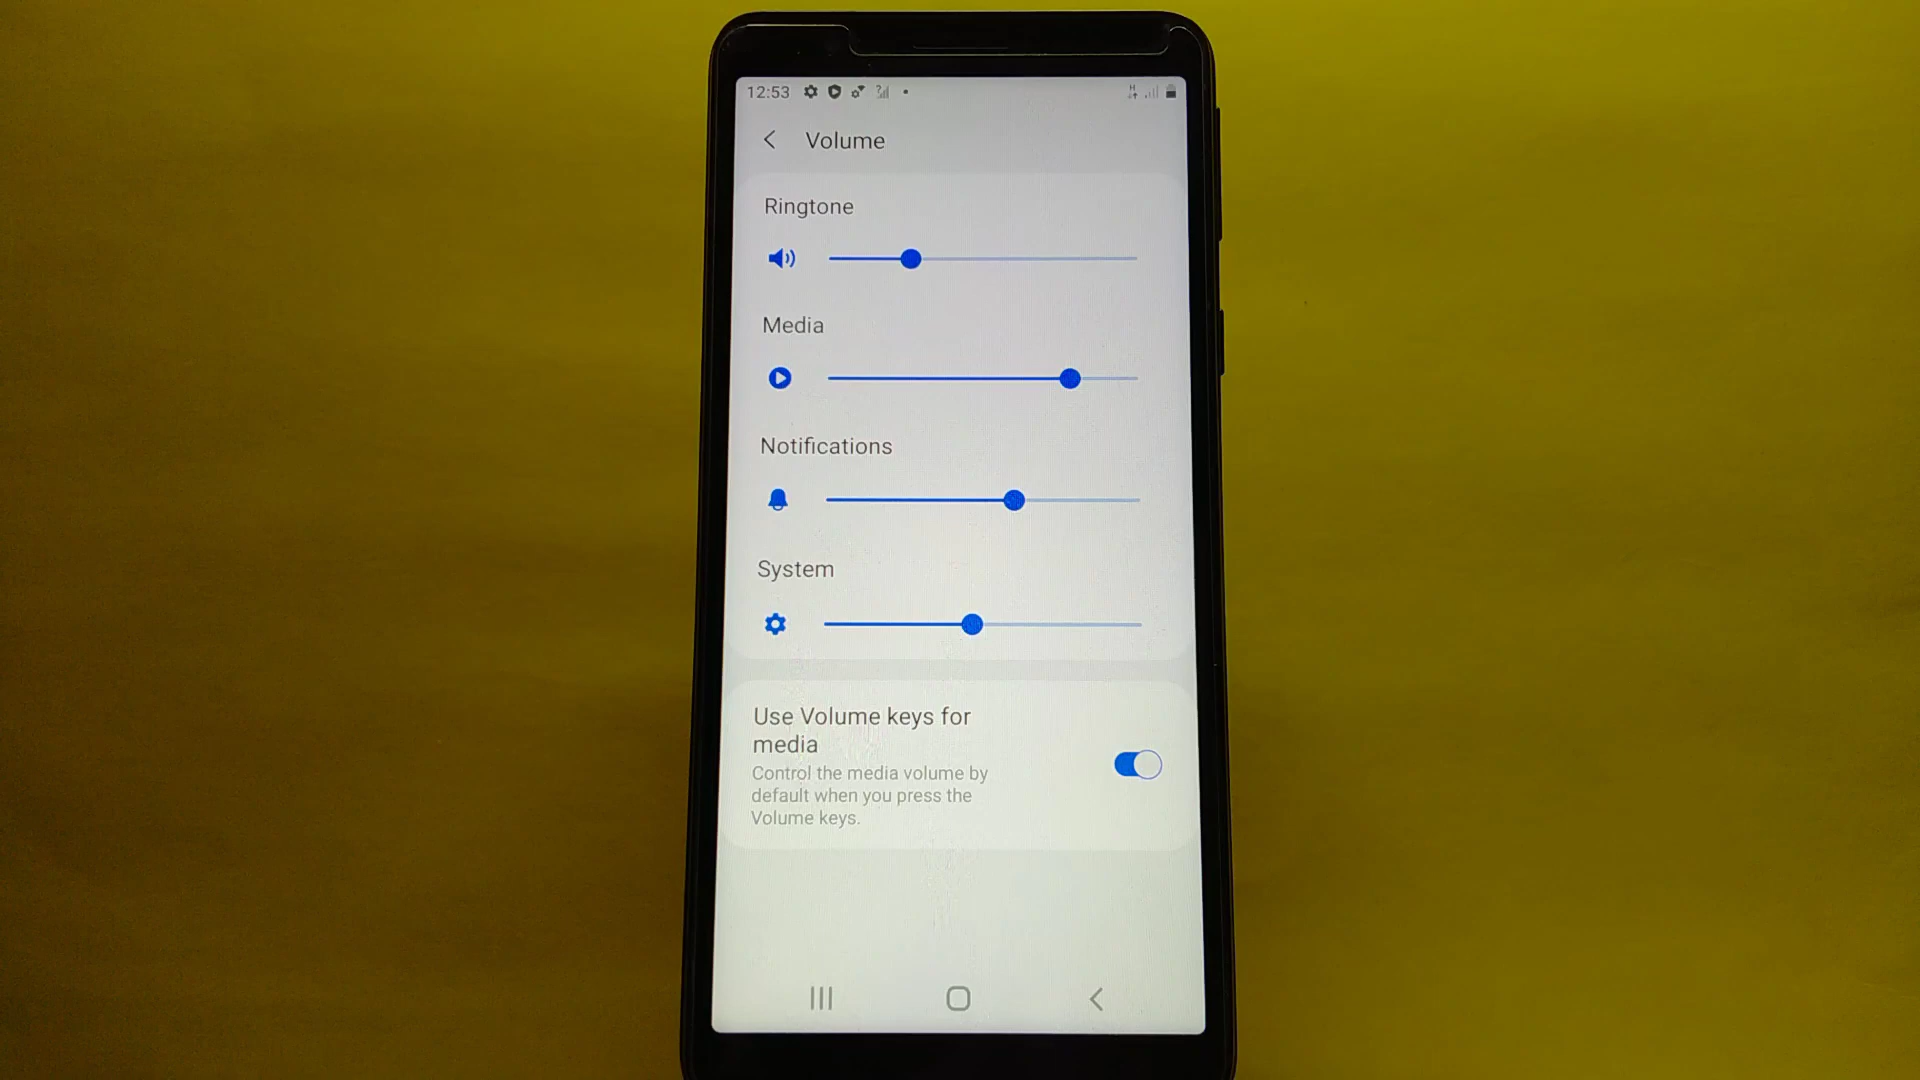 12:53
Volume
Ringtone
Media
Notifications
System
Use Volume keys for
media
Control the media volume by
default when you press the
Volume keys.